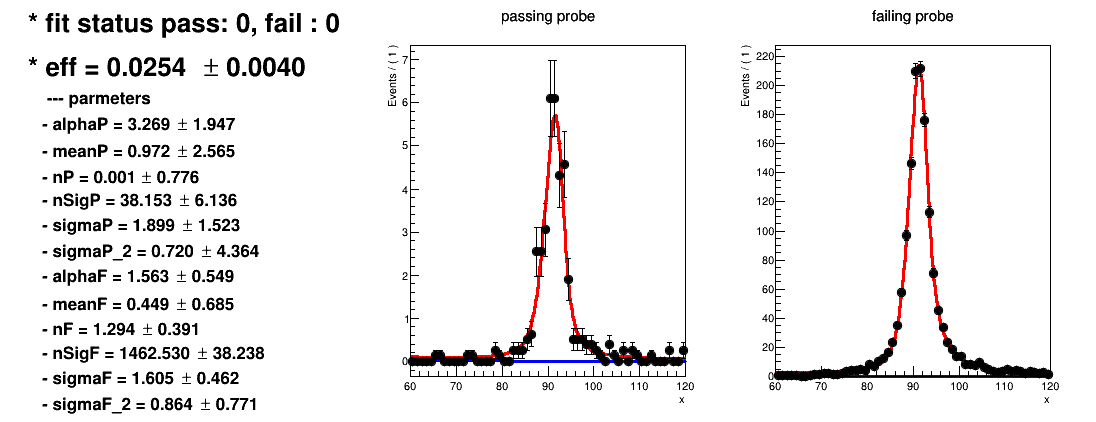 * fit status pass: 0, fail : 0
* eff = 0.0254 ± 0.0040
--- parmeters
- alphaP = 3.269 ± 1.947
- meanP = 0.972 ± 2.565
- nP = 0.001 ± 0.776
- nSigP = 38.153 ± 6.136
- sigmaP = 1.899 ± 1.523
- sigmaP_2 = 0.720 ± 4.364
- alphaF = 1.563 ± 0.549
- meanF = 0.449 ± 0.685
- nF = 1.294 ± 0.391
- nSigF = 1462.530 ± 38.238
- sigmaF = 1.605 ± 0.462
- sigmaF_2 = 0.864 ± 0.771
passing probe
Events / ( 1 )
7
6
5
4
3
2
1
0
60 70 80 90 100 110 120
x
failing probe
Events / ( 1 )
220
200
180
160
140
120
100
80
60
40
20
0
60 70 80 90 100 110 120
x